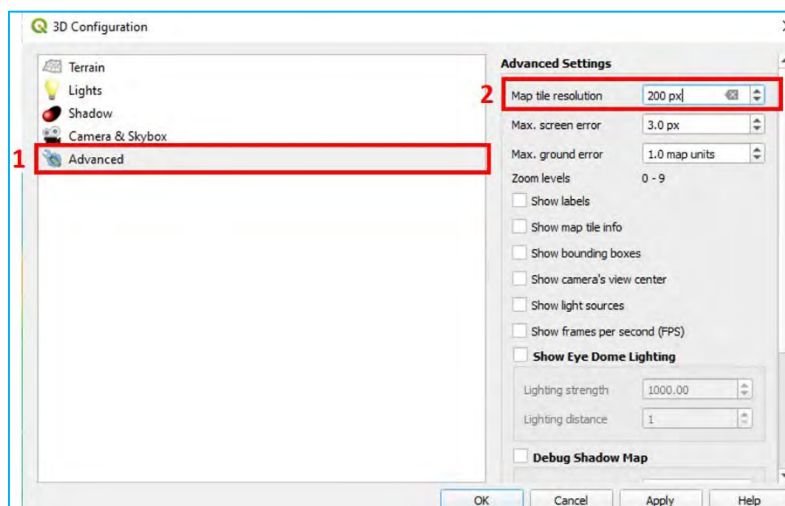 3D Configuration
Terrain
Lights
Shadow
Camera & Skybox
1 Advanced
Advanced Settings
2 Map tile resolution 200 px
Max. screen error 3.0 px
Max. ground error 1.0 map units
Zoom levels 0 - 9
Show labels
Show map tile info
Show bounding boxes
Show camera's view center
Show light sources
Show frames per second (FPS)
Show Eye Dome Lighting
Lighting strength 1000.00
Lighting distance 1
Debug Shadow Map
OK Cancel Apply Help